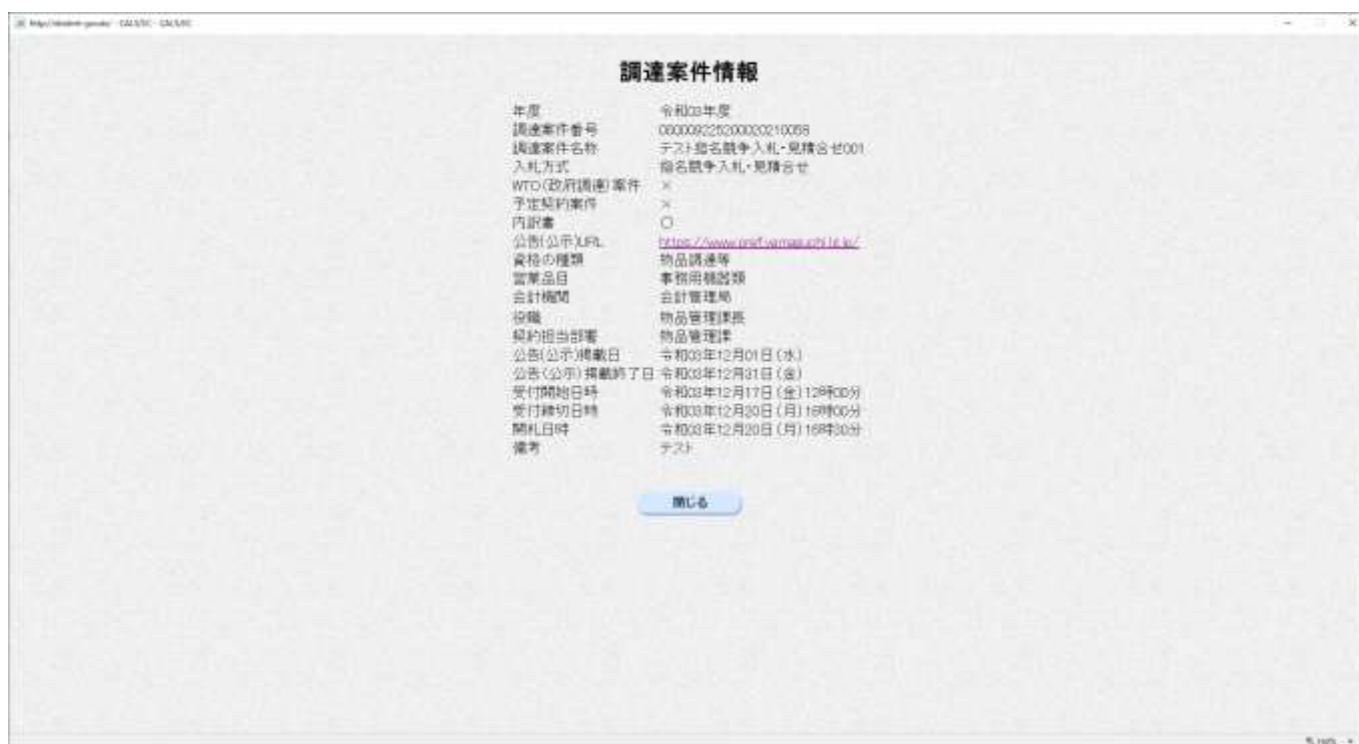 CALS/EC - CALS/EC
調達案件情報
年度 令和03年度
調達案件番号 00000922520020210058
調達案件名称 テスト指名競争入札・見積合せ001
入札方式 指名競争入札・見積合せ
WTO(政府調達)案件 ×
予定契約案件 ×
内訳書 〇
公告(公示)URL https://www.pref.yamaguchi.lg.jp/
資格の種類 物品調達等
営業品目 事務用機器類
会計機関 会計管理局
役職 物品管理課長
契約担当部署 物品管理課
公告(公示)掲載日 令和03年12月01日(水)
公告(公示)掲載終了日 令和03年12月31日(金)
受付開始日時 令和03年12月17日(金)12時00分
受付締切日時 令和03年12月20日(月)16時00分
開札日時 令和03年12月20日(月)16時30分
備考 テスト
閉じる